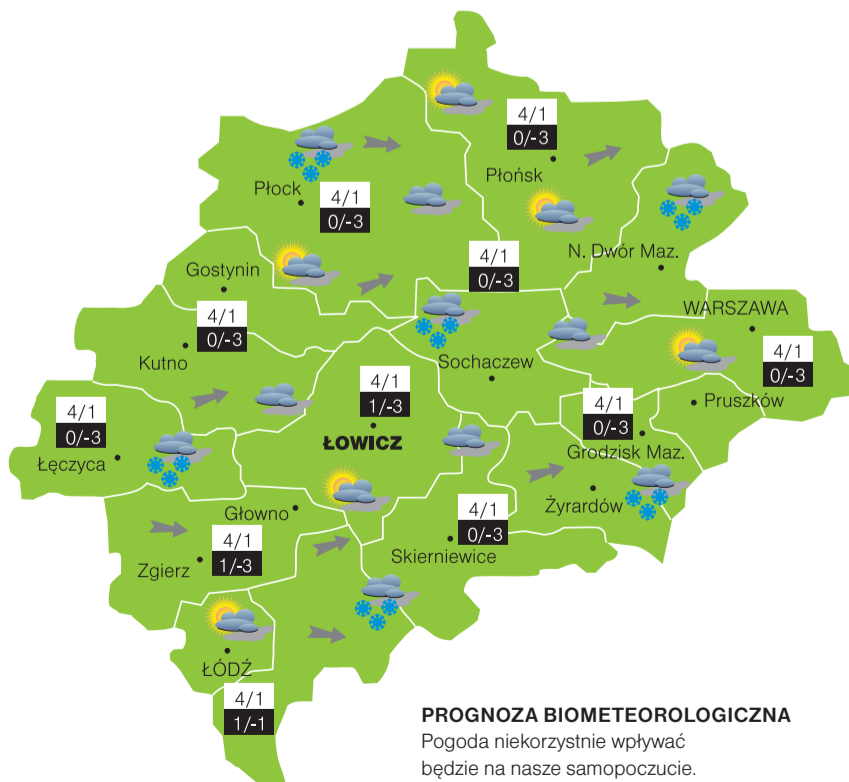 4/1
0/-3
Płońsk
Płock
4/1
0/-3
N. Dwór Maz.
4/1
0/-3
Gostynin
WARSZAWA
4/1
0/-3
Kutno
Sochaczew
4/1
0/-3
4/1
1/-3
ŁOWICZ
Pruszków
4/1
0/-3
Grodzisk Maz.
4/1
0/-3
Łęczyca
Żyrardów
Głowno
4/1
0/-3
Skierniewice
4/1
1/-3
Zgierz
ŁÓDŹ
4/1
1/-1
PROGNOZA BIOMETEOROLOGICZNA
Pogoda niekorzystnie wpływać
będzie na nasze samopoczucie.